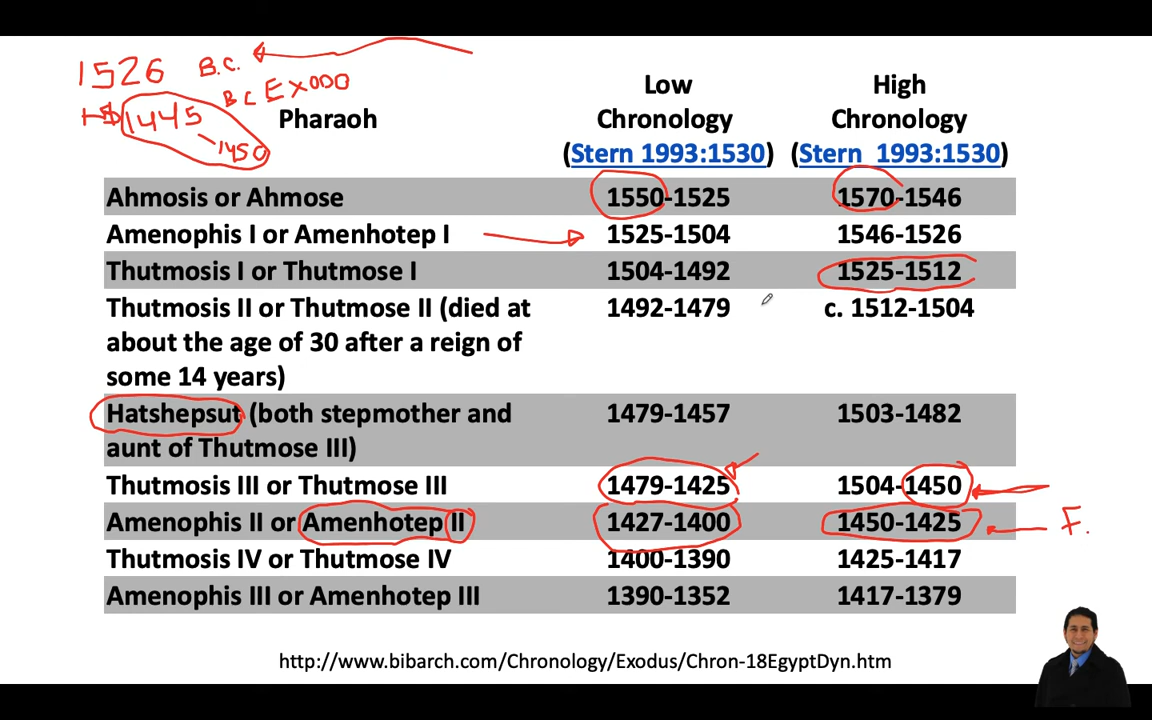 1526 B.C.
BC EXODO
1445
1450
Low High
Pharaoh Chronology Chronology
(Stern 1993:1530) (Stern 1993:1530)
Ahmosis or Ahmose 1550-1525 1570-1546
Amenophis I or Amenhotep I 1525-1504 1546-1526
Thutmosis I or Thutmose I 1504-1492 1525-1512
Thutmosis II or Thutmose II (died at 1492-1479 c. 1512-1504
about the age of 30 after a reign of
some 14 years)
Hatshepsut (both stepmother and 1479-1457 1503-1482
aunt of Thutmose III)
Thutmosis III or Thutmose III 1479-1425 1504-1450
Amenophis II or Amenhotep II 1427-1400 1450-1425 F.
Thutmosis IV or Thutmose IV 1400-1390 1425-1417
Amenophis III or Amenhotep III 1390-1352 1417-1379
http://www.bibarch.com/Chronology/Exodus/Chron-18EgyptDyn.htm